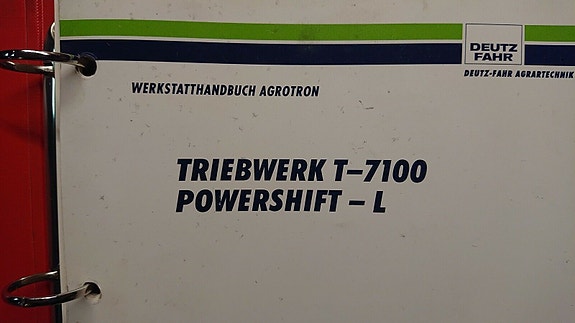 DEUTZ
FAHR
DEUTZ-FAHR AGRARTECHNIK
WERKSTATTHANDBUCH AGROTRON
TRIEBWERK T–7100
POWERSHIFT – L